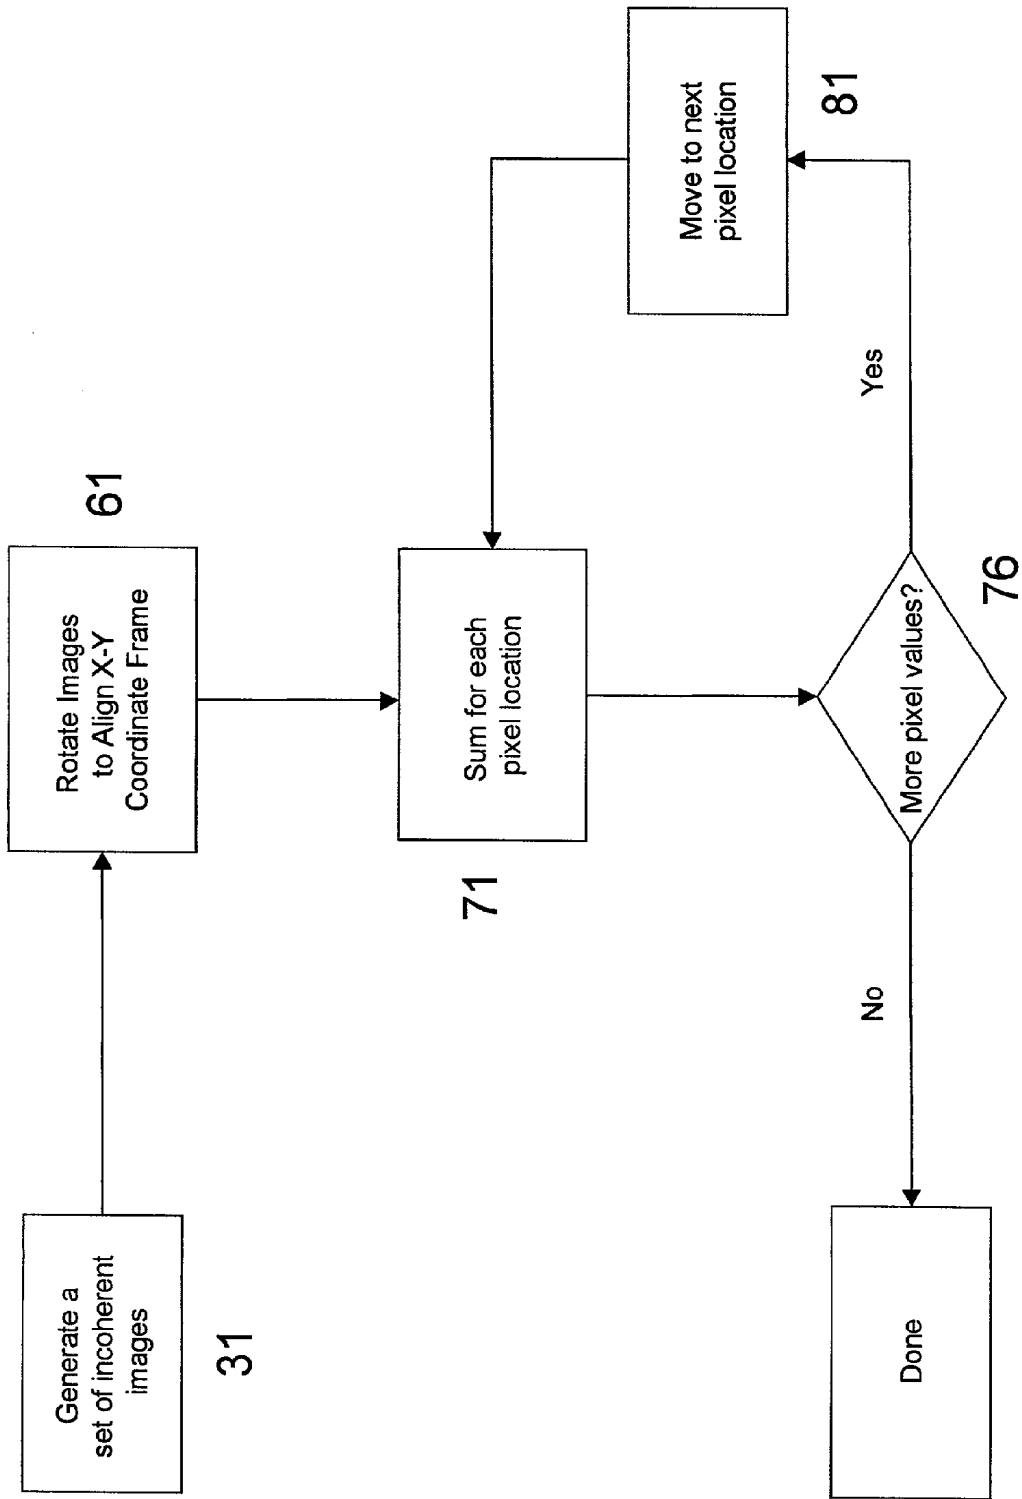 Generate a
set of incoherent
images
31
Rotate Images
to Align X-Y
Coordinate Frame
61
Sum for each
pixel location
71
More pixel values?
76
Yes
Move to next
pixel location
81
No
Done